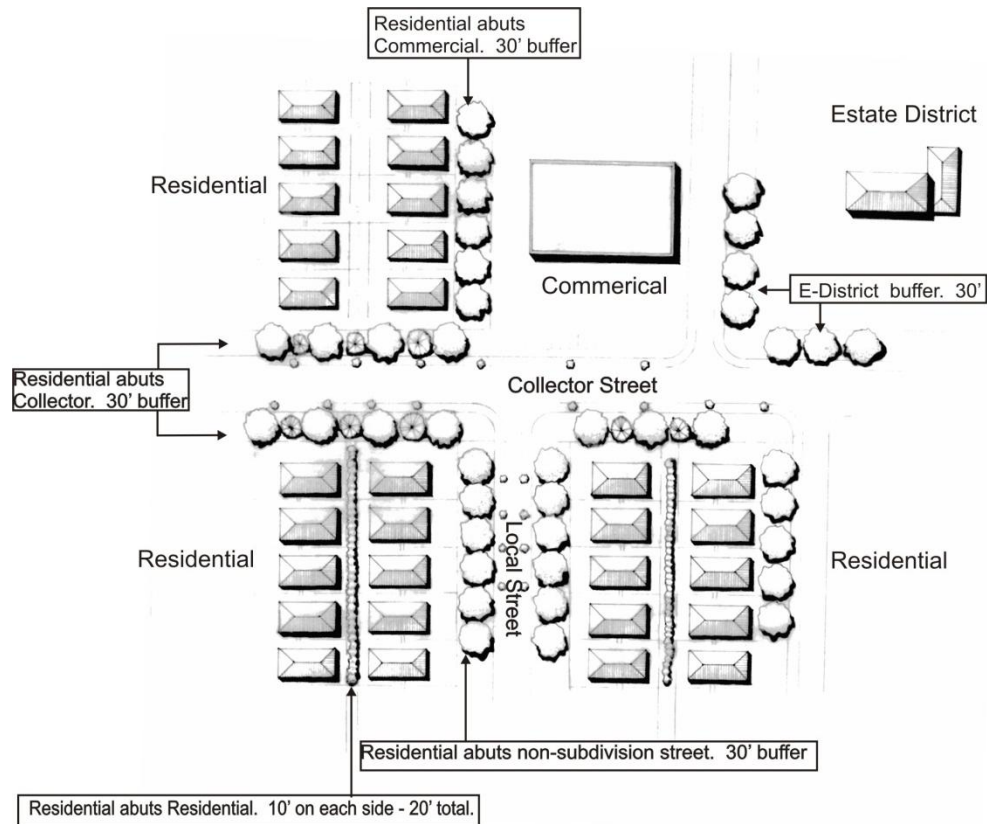 Residential abuts
Commercial.  30' buffer
Estate District
Residential
Commerical
E-District  buffer.  30'
Residential abuts
Collector.  30' buffer
Collector Street
Local Street
Residential
Residential
Residential abuts non-subdivision street.  30' buffer
Residential abuts Residential.  10' on each side - 20' total.